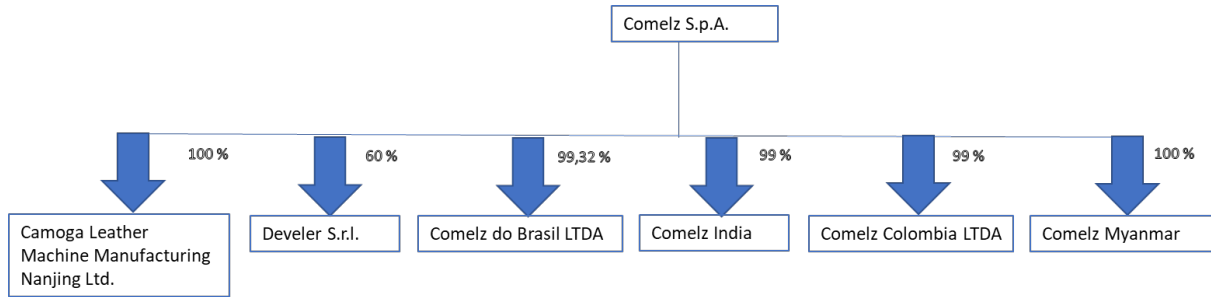 Comelz S.p.A.
100 %
60 %
99,32 %
99 %
99 %
100 %
Camoga Leather
Machine Manufacturing
Nanjing Ltd.
Develer S.r.l.
Comelz do Brasil LTDA
Comelz India
Comelz Colombia LTDA
Comelz Myanmar